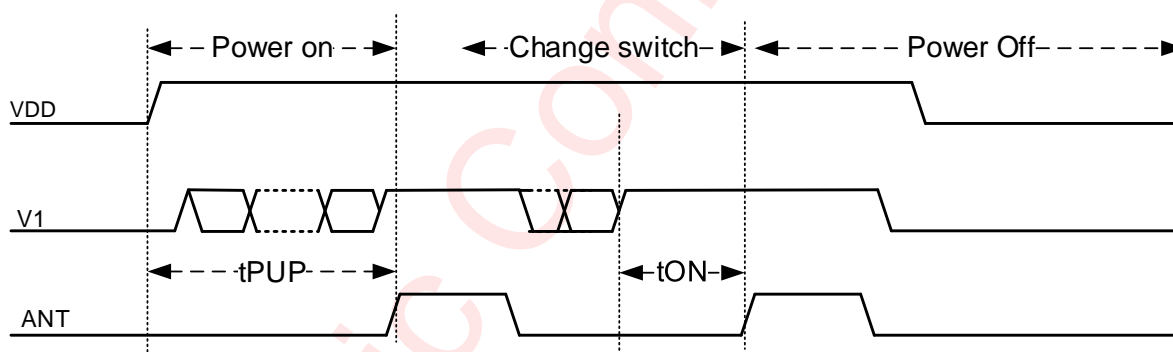 Power on
Change switch
Power Off
VDD
V1
tPUP
tON
ANT